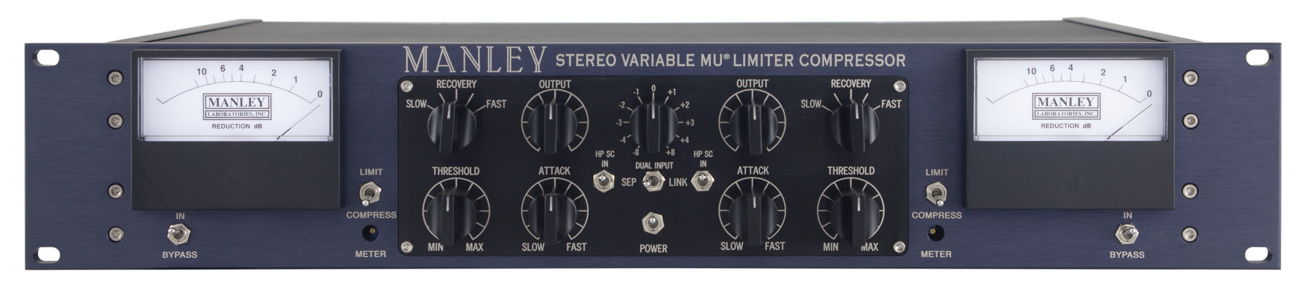 MANLEY STEREO VARIABLE MU® LIMITER COMPRESSOR
10 6 4 2 1 0
MANLEY
LABORATORIES, INC.
REDUCTION dB
LIMIT
COMPRESS
IN
BYPASS
METER
RECOVERY
SLOW FAST
OUTPUT
THRESHOLD
MIN MAX
ATTACK
SLOW FAST
-1 0 +1
-2 +2
-3 +3
-4 +4
-8 +8
HP SC
IN
DUAL INPUT
SEP LINK
HP SC
IN
POWER
OUTPUT
RECOVERY
SLOW FAST
ATTACK
SLOW FAST
THRESHOLD
MIN MAX
10 6 4 2 1 0
MANLEY
LABORATORIES, INC.
REDUCTION dB
LIMIT
COMPRESS
METER
IN
BYPASS